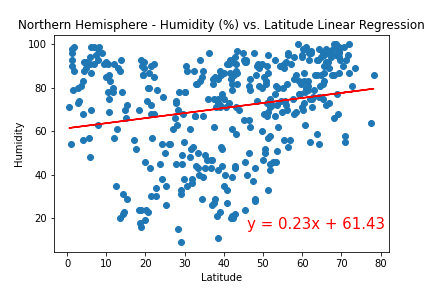 Northern Hemisphere - Humidity (%) vs. Latitude Linear Regression
100
80
60
40
20
Humidity
y = 0.23x + 61.43
0 10 20 30 40 50 60 70 80
Latitude